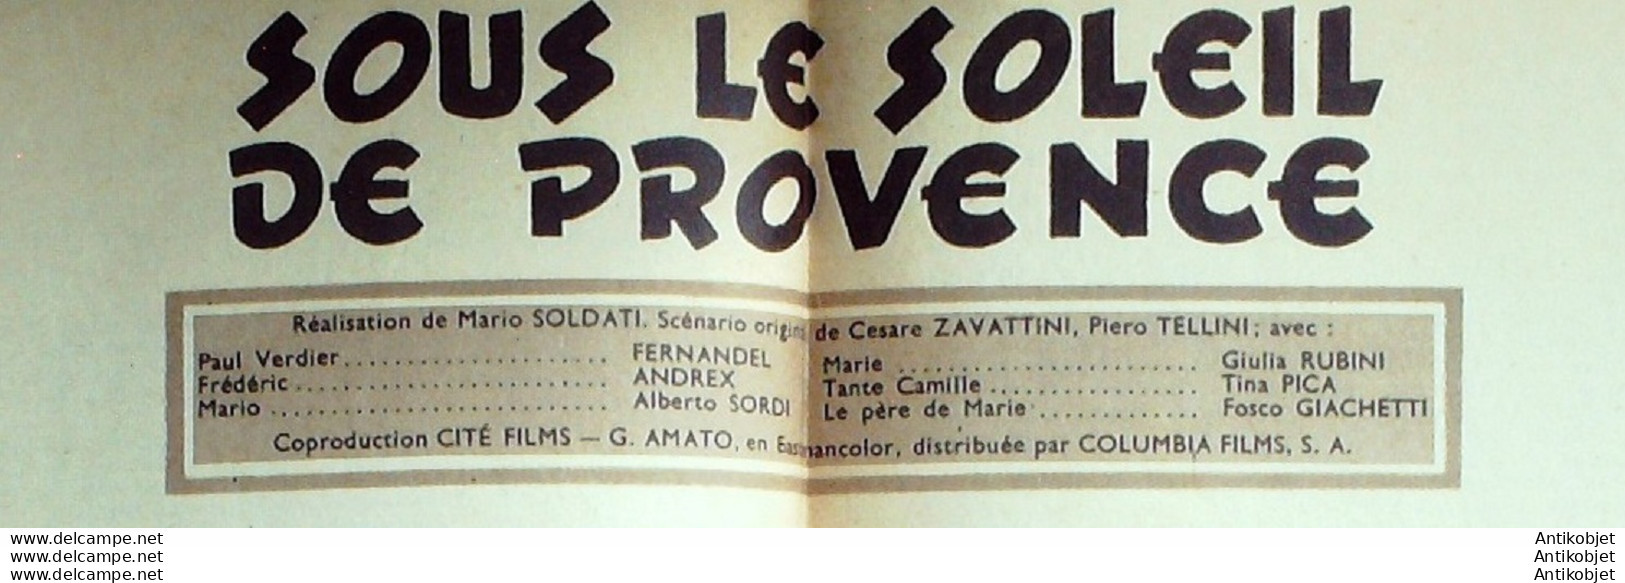 SOUS LE SOLEIL
DE PROVENCE
Réalisation de Mario SOLDATI. Scénario origin de Cesare ZAVATTINI, Piero TELLINI; avec :
Paul Verdier...................... FERNANDEL
Frédéric.......................... ANDREX
Mario ............................ Alberto SORDI
Marie ......................... Giulia RUBINI
Tante Camille ................. Tina PICA
Le père de Marie .............. Fosco GIACHETTI
Coproduction CITÉ FILMS — G. AMATO, en Eastmancolor, distribuée par COLUMBIA FILMS, S. A.
www.delcampe.net
www.delcampe.net
www.delcampe.net
Antikobjet
Antikobjet
Antikobjet